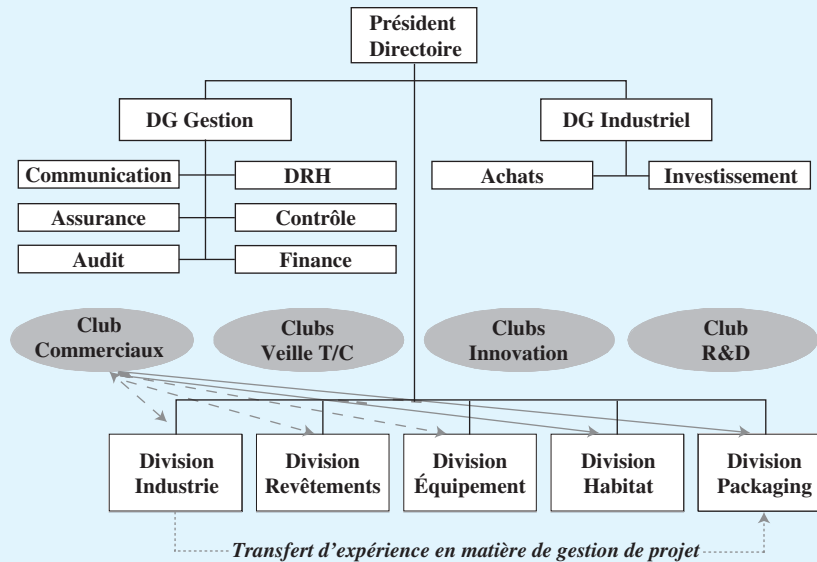 Président
Directoire
DG Gestion
DG Industriel
Communication
DRH
Achats
Investissement
Assurance
Contrôle
Audit
Finance
Club
Commerciaux
Clubs
Veille T/C
Clubs
Innovation
Club
R&D
Division
Industrie
Division
Revêtements
Division
Équipement
Division
Habitat
Division
Packaging
Transfert d'expérience en matière de gestion de projet